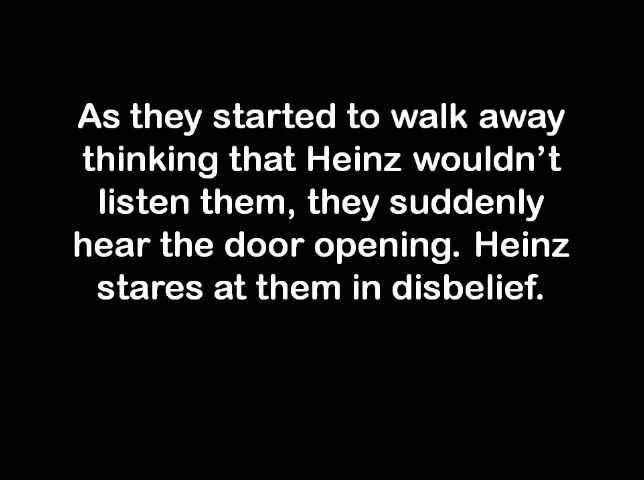 As they started to walk away
thinking that Heinz wouldn’t
listen them, they suddenly
hear the door opening. Heinz
stares at them in disbelief.